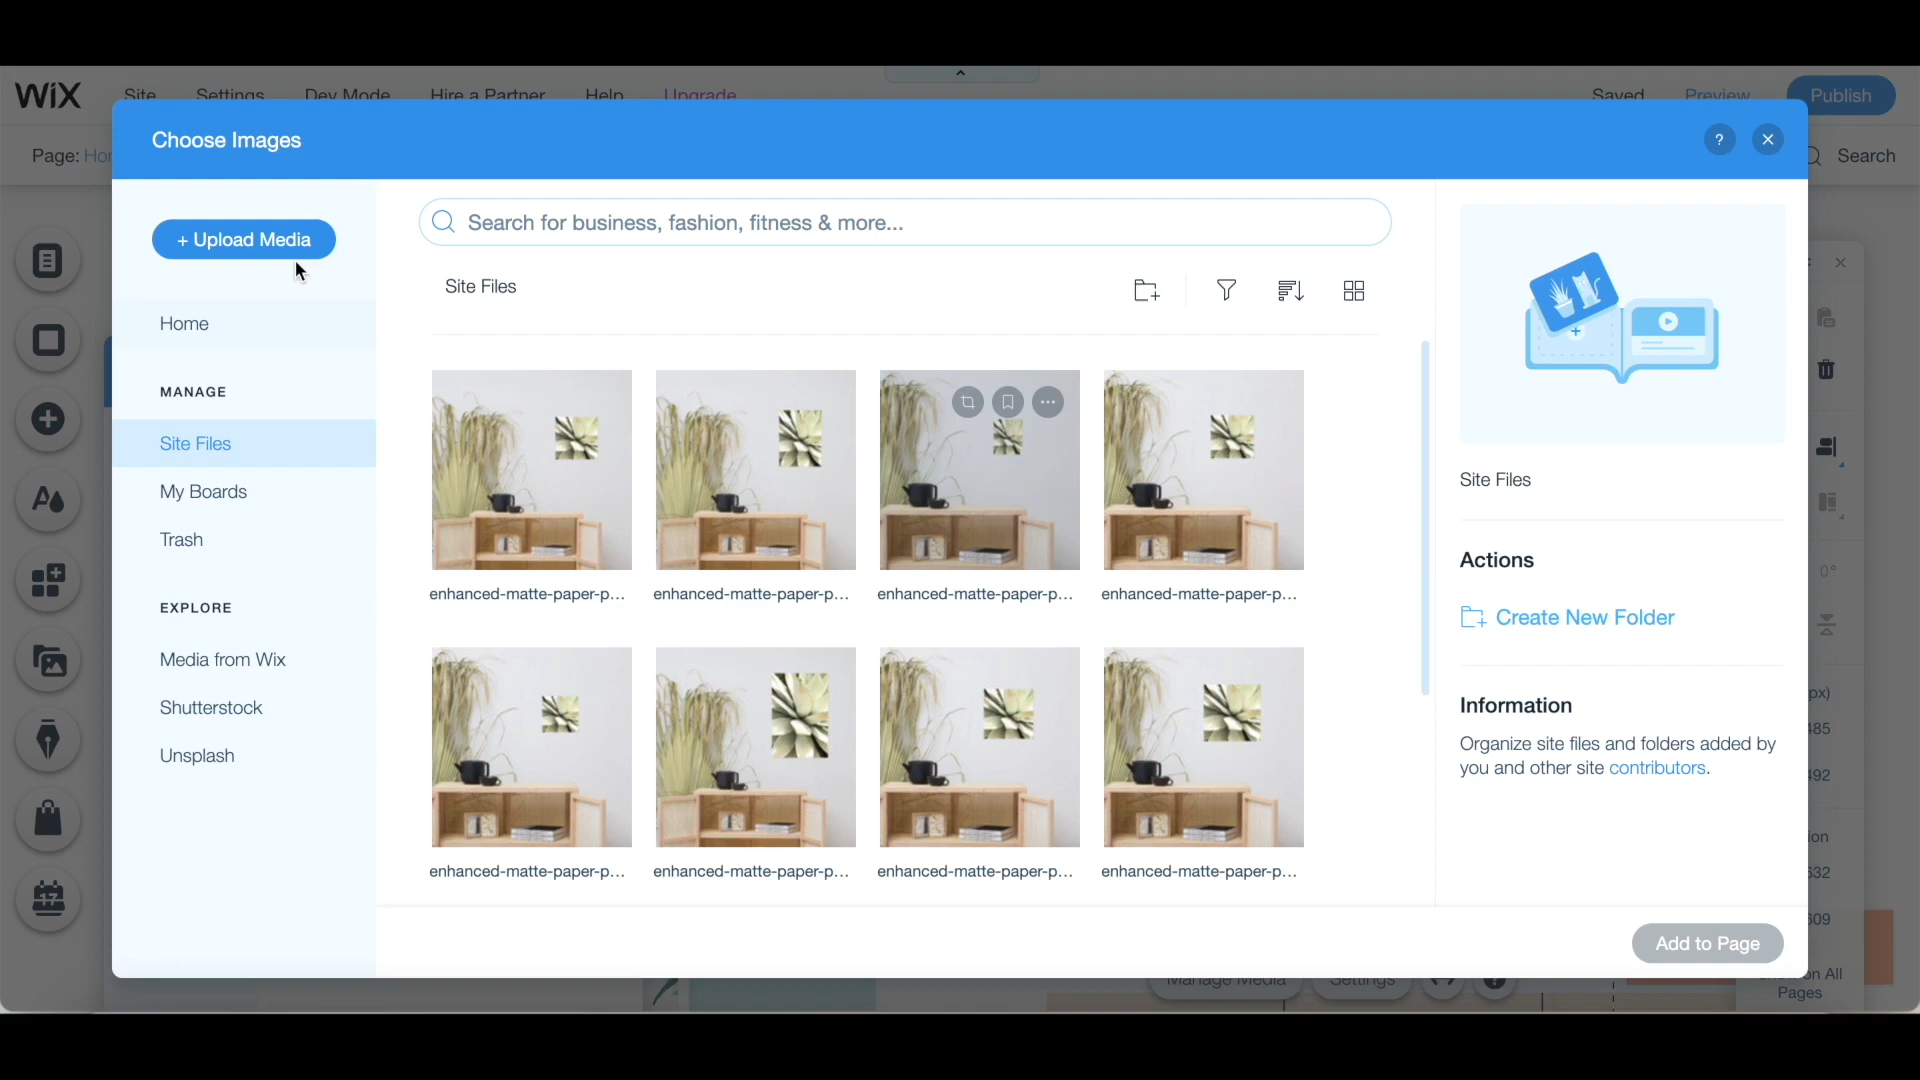 WiX
Site
Settings
Dev Mode
Hire a Partner
Help
Upgrade
Saved
Preview
Publish
Page:
Search
Choose Images
?
+ Upload Media
Search for business, fashion, fitness & more...
Site Files
Home
MANAGE
Site Files
My Boards
Trash
EXPLORE
Media from Wix
Shutterstock
Unsplash
enhanced-matte-paper-p...
enhanced-matte-paper-p...
enhanced-matte-paper-p...
enhanced-matte-paper-p...
enhanced-matte-paper-p...
enhanced-matte-paper-p...
enhanced-matte-paper-p...
enhanced-matte-paper-p...
Site Files
Actions
Create New Folder
Information
Organize site files and folders added by
you and other site contributors.
Add to Page
Manage Media
Settings
0°
17
on All
Pages